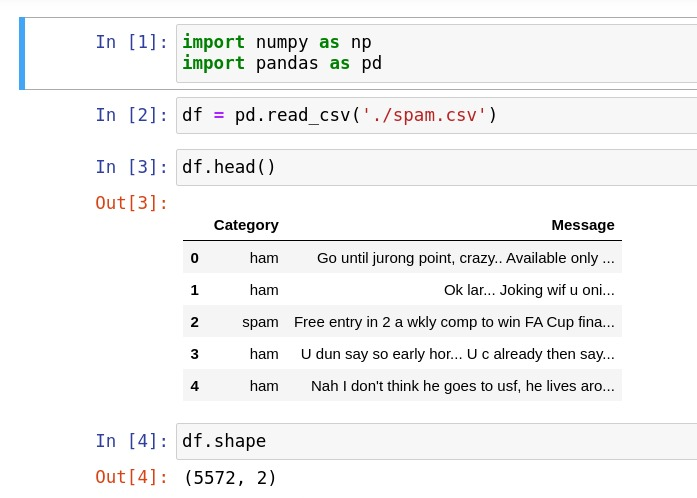 In [1]: import numpy as np
import pandas as pd
In [2]: df = pd.read_csv('./spam.csv')
In [3]: df.head()
Out[3]:
Category Message
0 ham Go until jurong point, crazy.. Available only ...
1 ham Ok lar... Joking wif u oni...
2 spam Free entry in 2 a wkly comp to win FA Cup fina...
3 ham U dun say so early hor... U c already then say...
4 ham Nah I don't think he goes to usf, he lives aro...
In [4]: df.shape
Out[4]: (5572, 2)